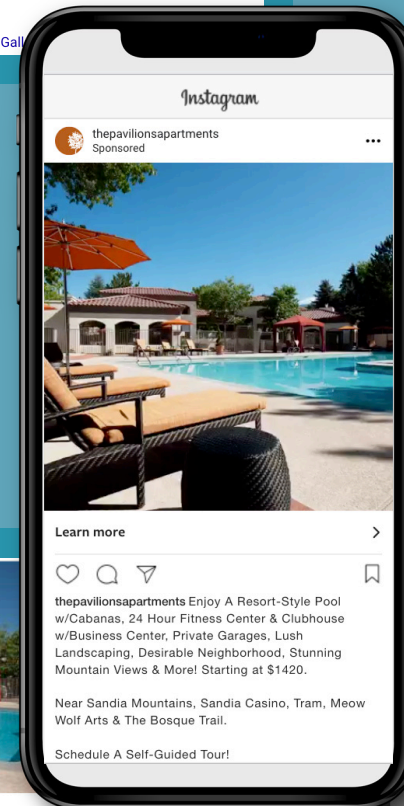 Gall
Instagram
thepavilionsapartments
Sponsored
Learn more
thepavilionsapartments Enjoy A Resort-Style Pool
w/Cabanas, 24 Hour Fitness Center & Clubhouse
w/Business Center, Private Garages, Lush
Landscaping, Desirable Neighborhood, Stunning
Mountain Views & More! Starting at $1420.
Near Sandia Mountains, Sandia Casino, Tram, Meow
Wolf Arts & The Bosque Trail.
Schedule A Self-Guided Tour!